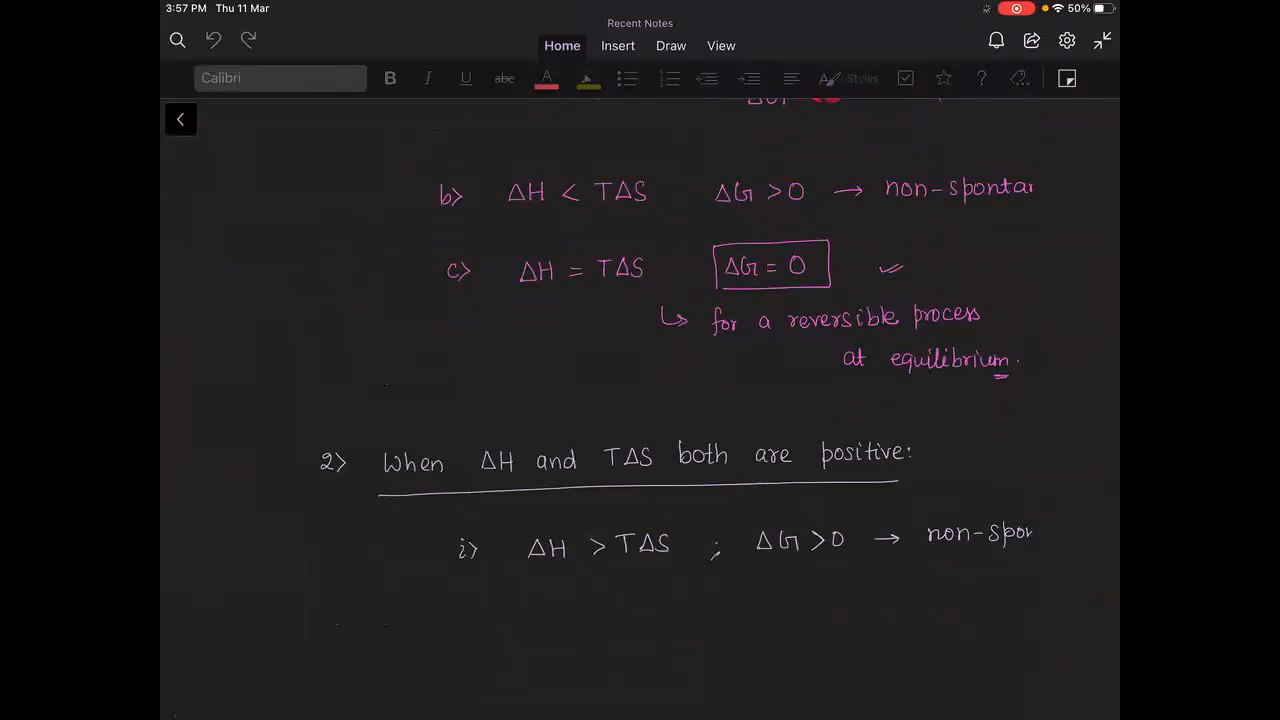 3:57 PM Thu 11 Mar
50%
Recent Notes
Home Insert Draw View
Calibri B I U abc A Styles ?
b> ΔH < TΔS ΔG > 0 → non-spontan
c> ΔH = TΔS ΔG = 0 ✓
↳ for a reversible process
at equilibrium.
2> When ΔH and TΔS both are positive:
i> ΔH > TΔS ; ΔG > 0 → non-spon